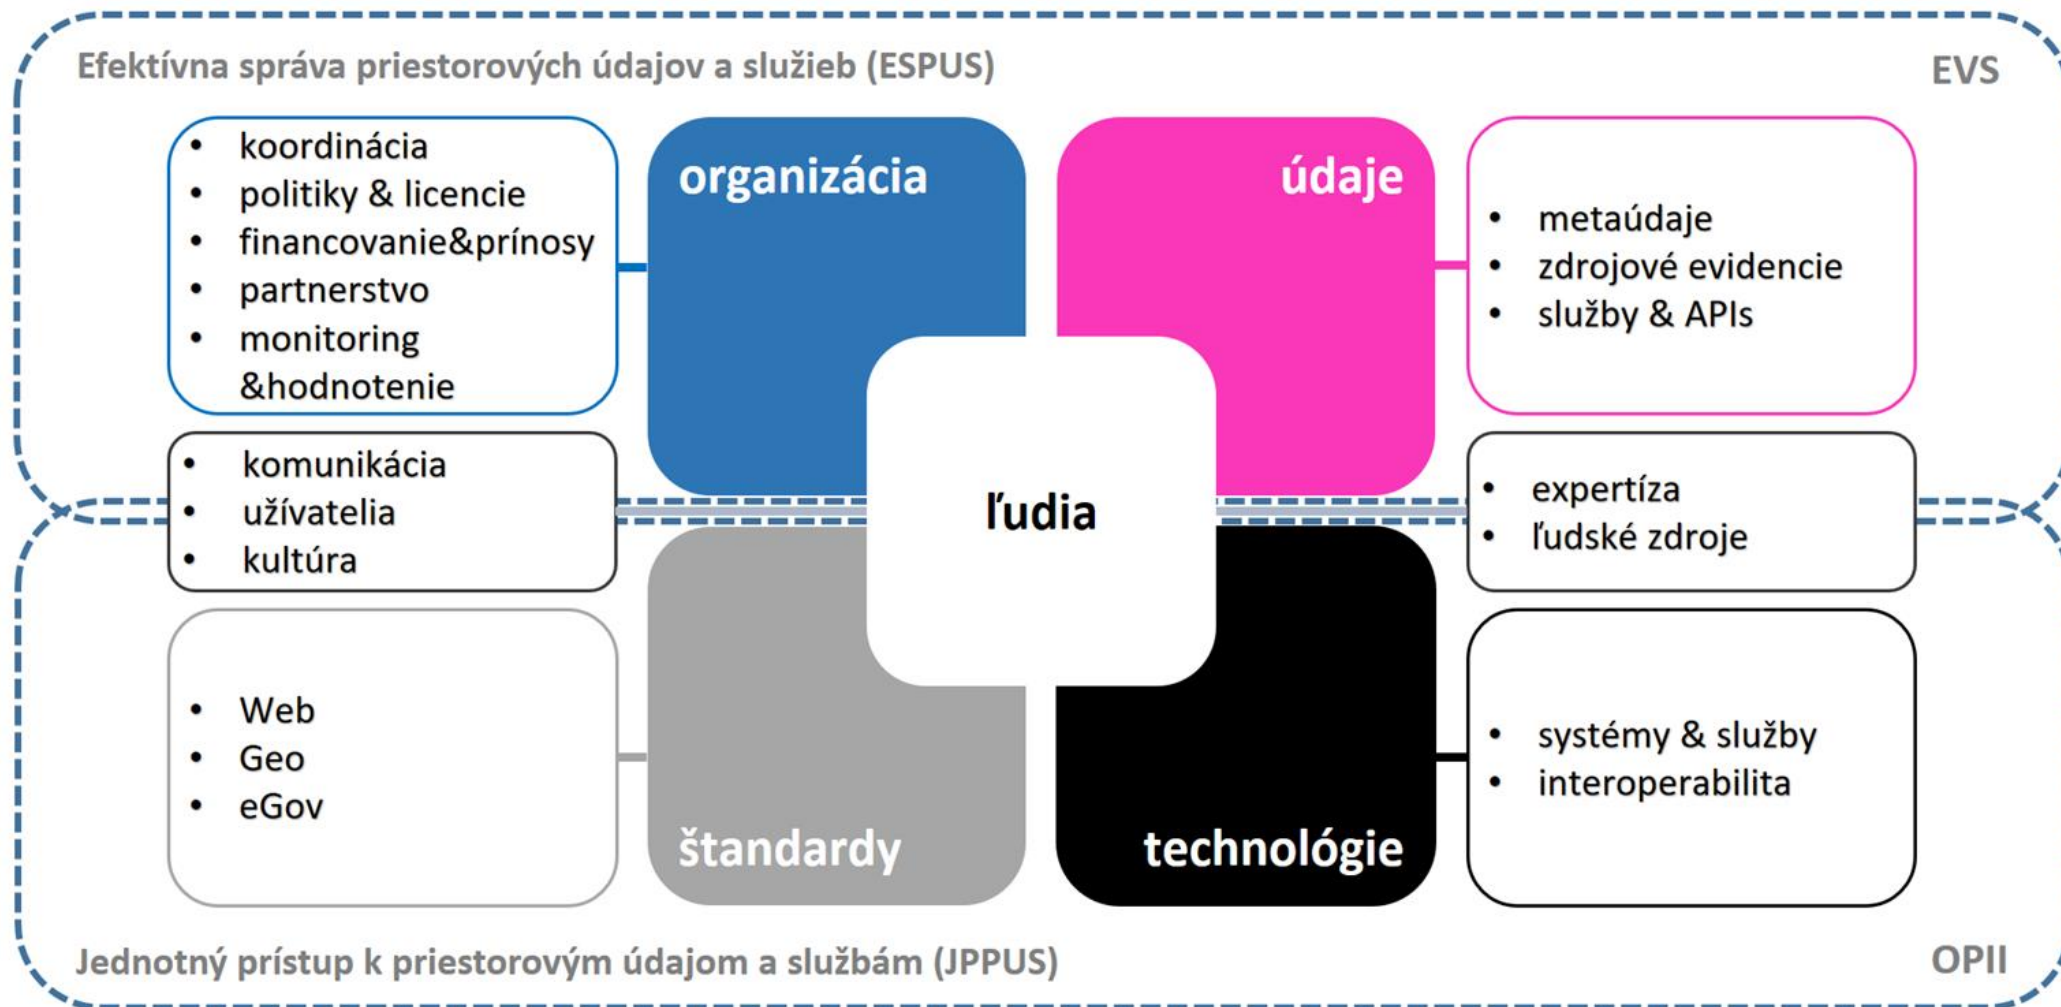 Efektívna správa priestorových údajov a služieb (ESPUS)
EVS
• koordinácia
• politiky & licencie
• financovanie&prínosy
• partnerstvo
• monitoring
&hodnotenie
organizácia
údaje
• metaúdaje
• zdrojové evidencie
• služby & APIs
• komunikácia
• užívatelia
• kultúra
ľudia
• expertíza
• ľudské zdroje
• Web
• Geo
• eGov
štandardy
technológie
• systémy & služby
• interoperabilita
Jednotný prístup k priestorovým údajom a službám (JPPUS)
OPII